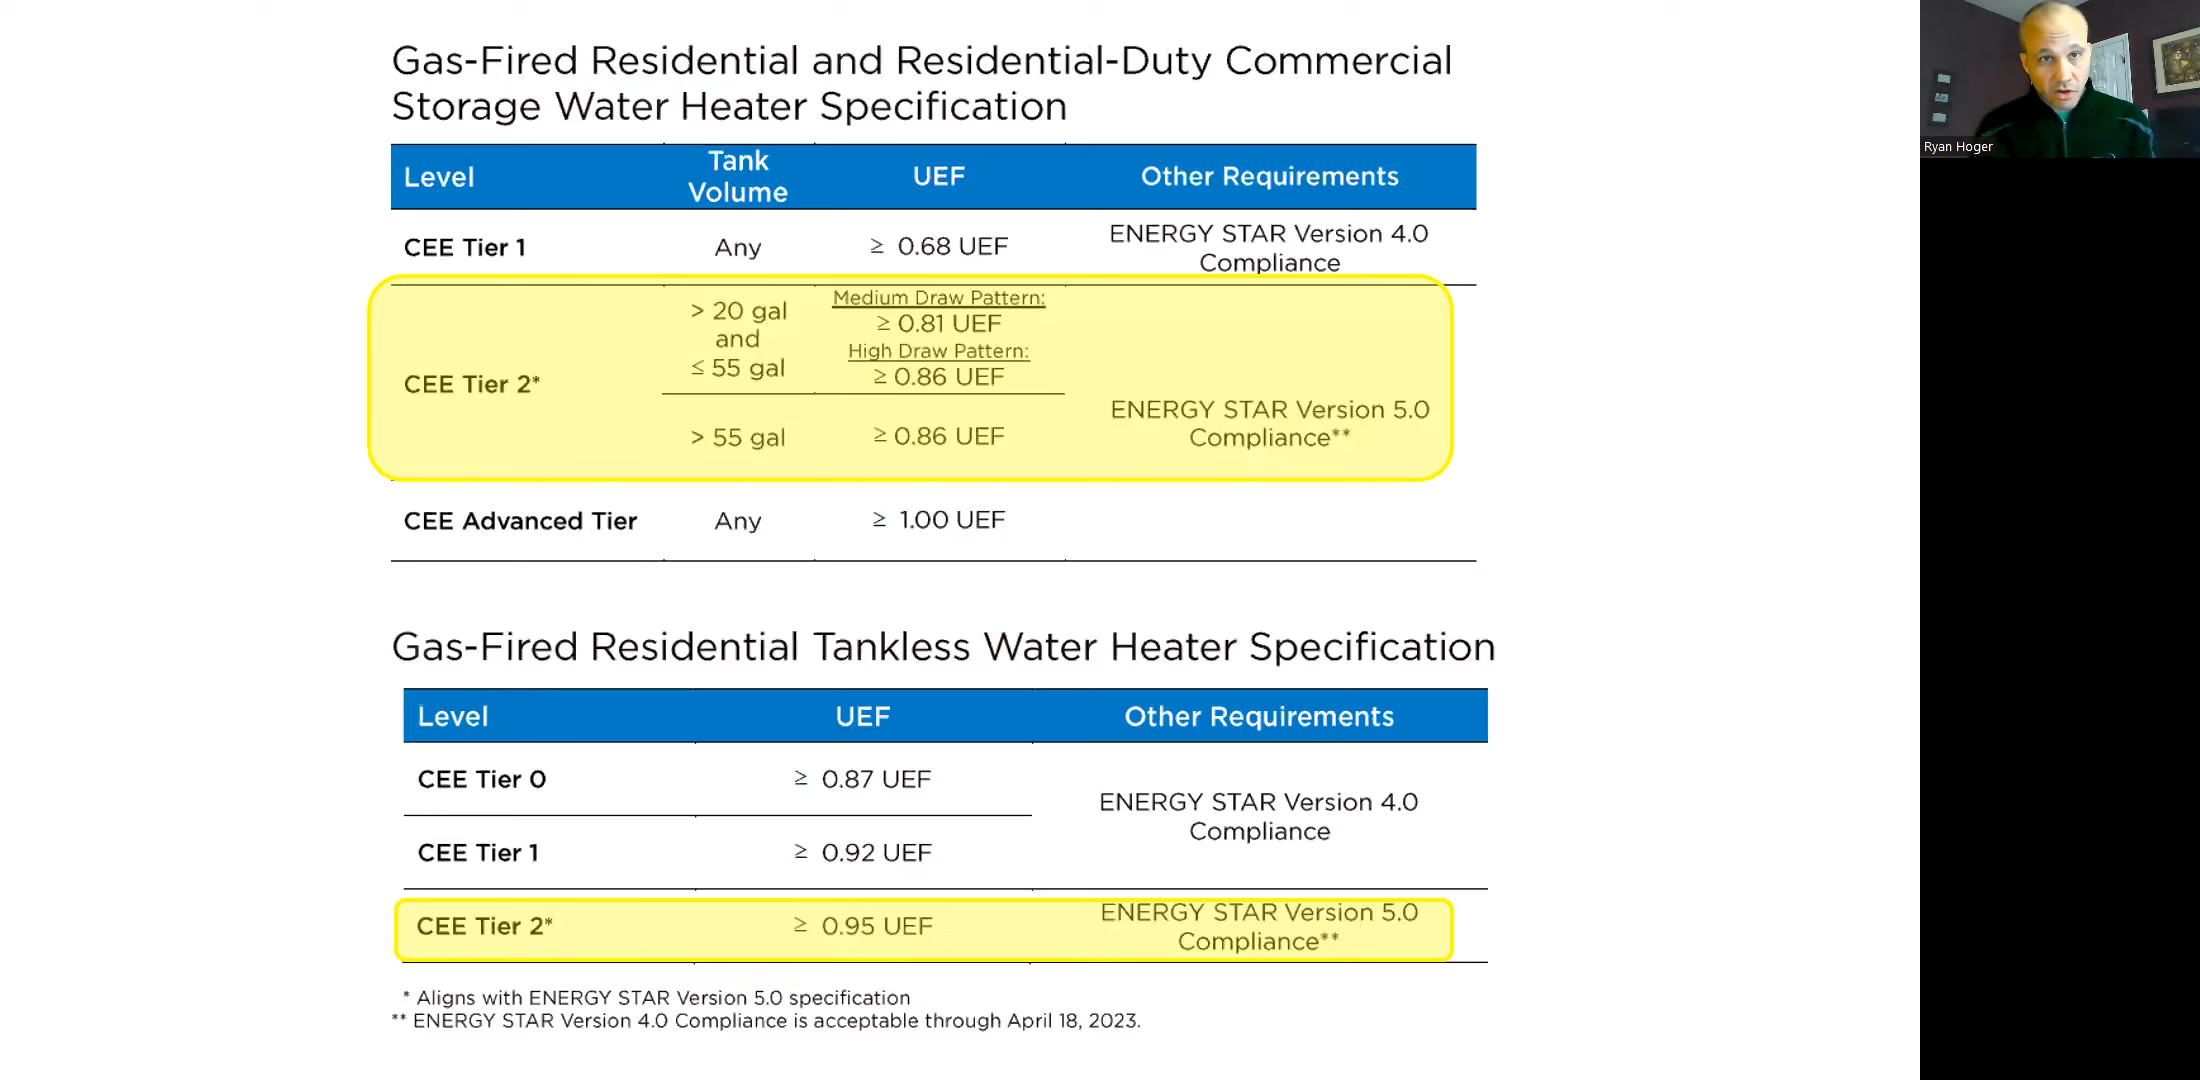 Gas-Fired Residential and Residential-Duty Commercial
Storage Water Heater Specification
Level
Tank
Volume
UEF
Other Requirements
CEE Tier 1
Any
≥ 0.68 UEF
ENERGY STAR Version 4.0
Compliance
CEE Tier 2*
> 20 gal
and
≤ 55 gal
Medium Draw Pattern:
≥ 0.81 UEF
High Draw Pattern:
≥ 0.86 UEF
> 55 gal
≥ 0.86 UEF
ENERGY STAR Version 5.0
Compliance**
CEE Advanced Tier
Any
≥ 1.00 UEF
Gas-Fired Residential Tankless Water Heater Specification
Level
UEF
Other Requirements
CEE Tier 0
≥ 0.87 UEF
ENERGY STAR Version 4.0
Compliance
CEE Tier 1
≥ 0.92 UEF
CEE Tier 2*
≥ 0.95 UEF
ENERGY STAR Version 5.0
Compliance**
* Aligns with ENERGY STAR Version 5.0 specification
** ENERGY STAR Version 4.0 Compliance is acceptable through April 18, 2023.
Ryan Hoger